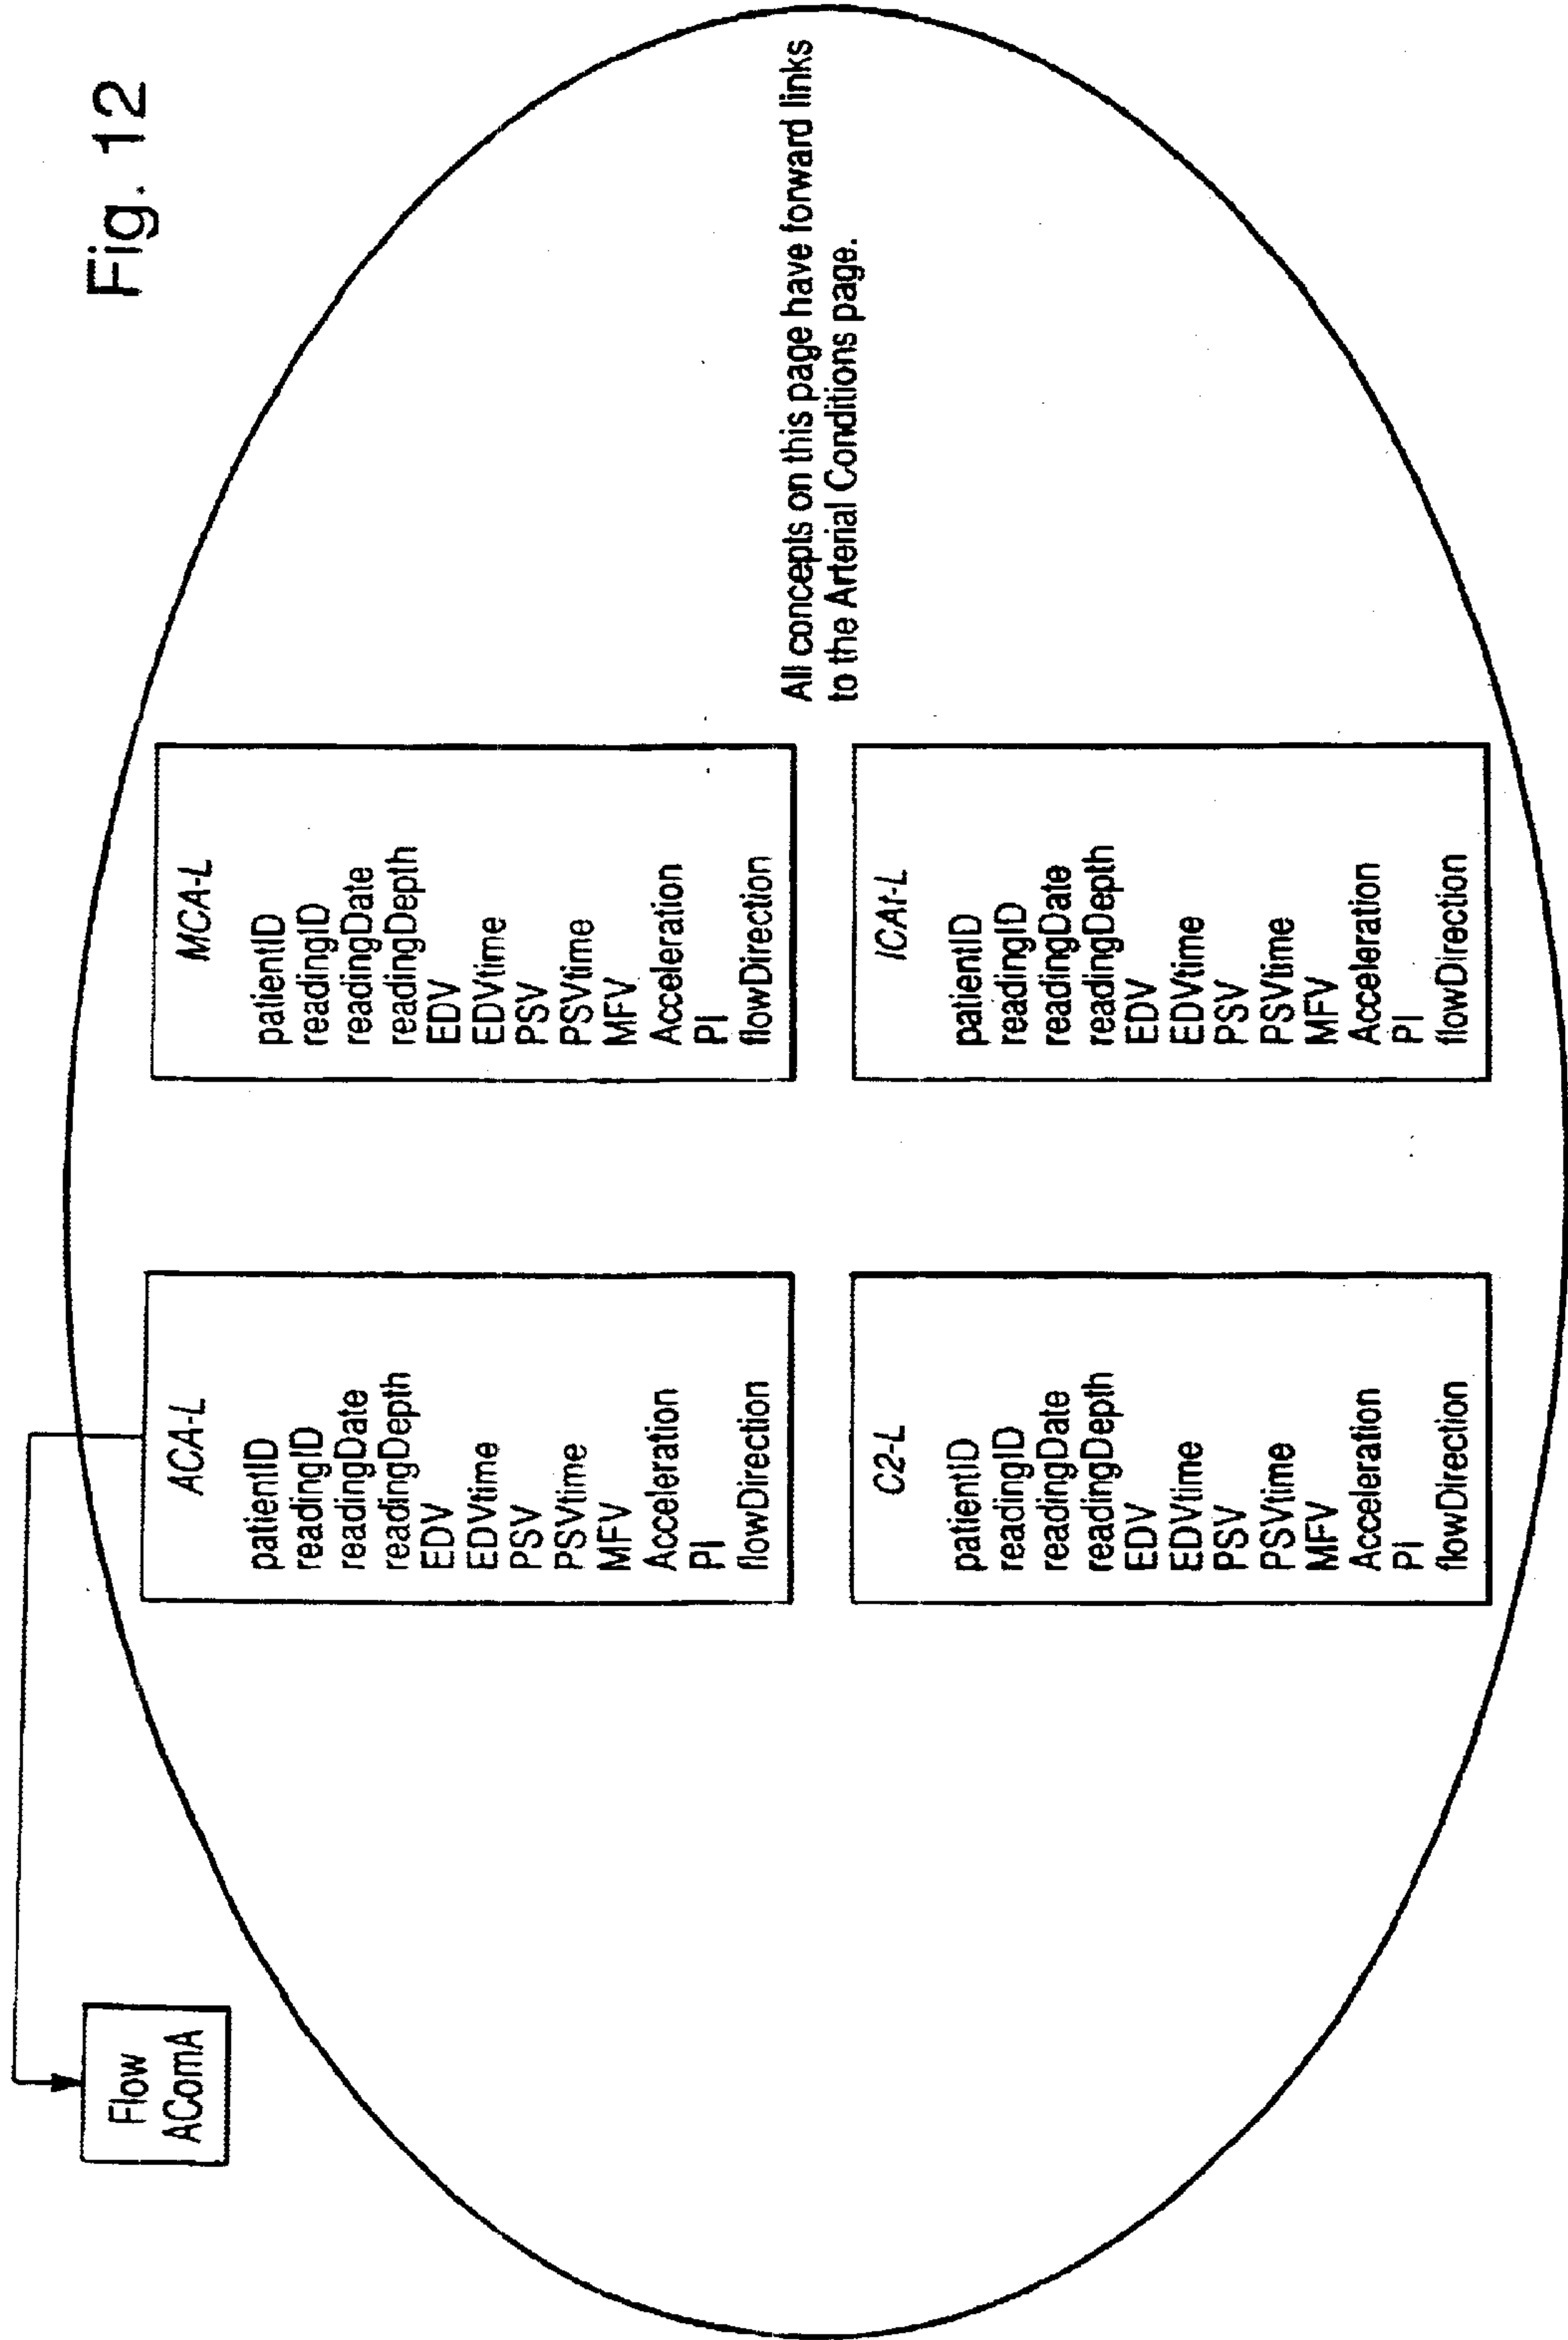 Fig. 12
Flow
AComA
ACA-L
patientID
readingID
readingDate
readingDepth
EDV
EDVtime
PSV
PSVtime
MFV
Acceleration
PI
flowDirection
MCA-L
patientID
readingID
readingDate
readingDepth
EDV
EDVtime
PSV
PSVtime
MFV
Acceleration
PI
flowDirection
C2-L
patientID
readingID
readingDate
readingDepth
EDV
EDVtime
PSV
PSVtime
MFV
Acceleration
PI
flowDirection
ICAt-L
patientID
readingID
readingDate
readingDepth
EDV
EDVtime
PSV
PSVtime
MFV
Acceleration
PI
flowDirection
All concepts on this page have forward links
to the Arterial Conditions page.